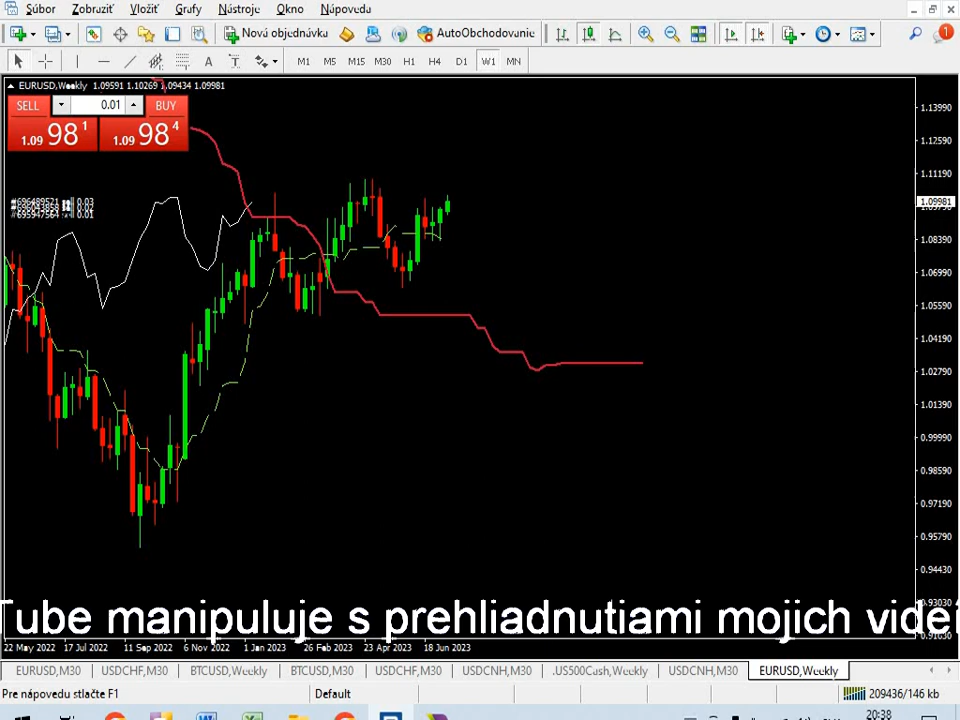 Súbor Zobraziť Vložiť Grafy Nástroje Okno Nápoveda
Nová objednávku AutoObchodovanie 1
A T M1 M5 M15 M30 H1 H4 D1 W1 MN
EURUSD,Weekly 1.09591 1.10269 1.09434 1.09981
SELL 0.01 BUY
1.09 98 1 1.09 98 4
1.13990
1.12590
1.11190
1.09981
1.08390
1.06990
1.05590
1.04190
1.02790
1.01390
0.99990
0.98590
0.97190
0.95790
0.94430
0.93030
Tube manipuluje s prehliadnutiami mojich videí
22 May 2022 17 Jul 2022 11 Sep 2022 6 Nov 2022 1 Jan 2023 26 Feb 2023 23 Apr 2023 18 Jun 2023
EURUSD,M30 USDCHF,M30 BTCUSD,Weekly BTCUSD,M30 USDCHF,M30 USDCNH,M30 .US500Cash,Weekly USDCNH,M30 EURUSD,Weekly
Pre nápovedu stlačte F1 Default 209436/146 kb
20:38